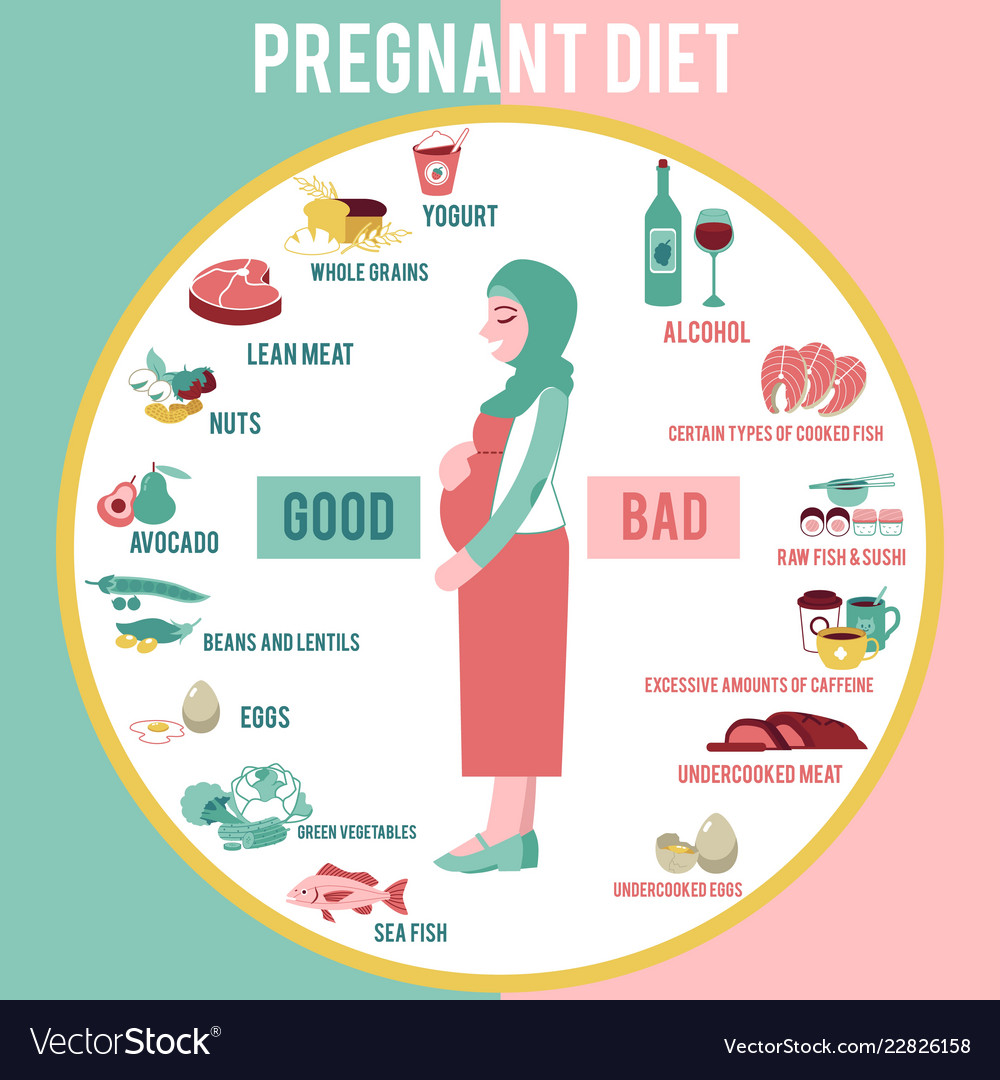 PREGNANT DIET
YOGURT
WHOLE GRAINS
LEAN MEAT
NUTS
AVOCADO
BEANS AND LENTILS
EGGS
GREEN VEGETABLES
SEA FISH
GOOD
BAD
ALCOHOL
CERTAIN TYPES OF COOKED FISH
RAW FISH & SUSHI
EXCESSIVE AMOUNTS OF CAFFEINE
UNDERCOOKED MEAT
UNDERCOOKED EGGS
VectorStock®
VectorStock.com/22826158